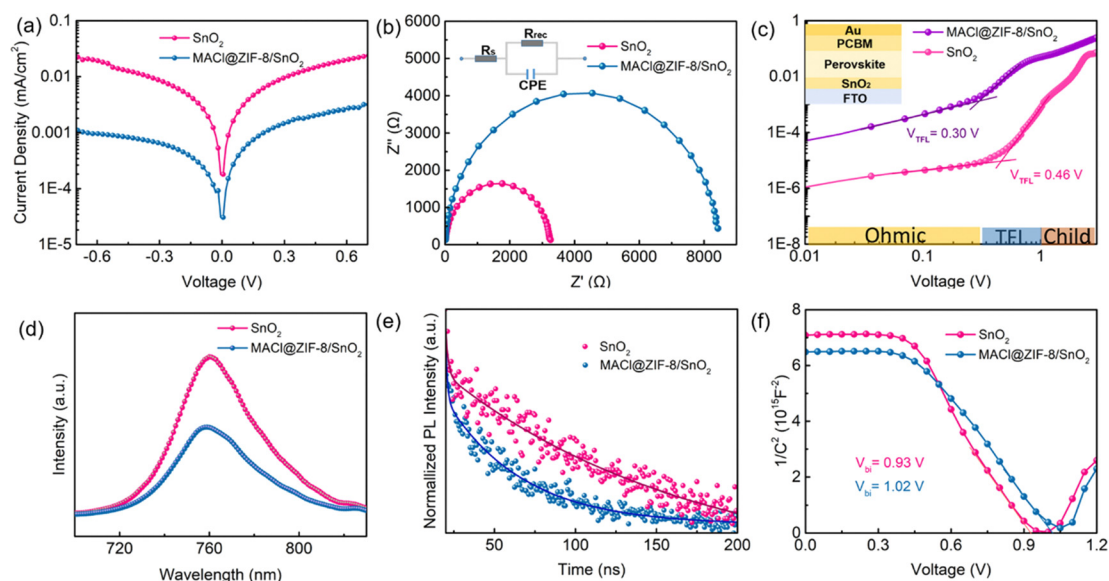 (a)
SnO₂
MACl@ZIF-8/SnO₂
Current Density (mA/cm²)
0.1
0.01
0.001
1E-4
1E-5
-0.6
-0.3
0.0
0.3
0.6
Voltage (V)
(b)
Rs
Rrec
CPE
SnO₂
MACl@ZIF-8/SnO₂
Z'' (Ω)
6000
5000
4000
3000
2000
1000
0
0
2000
4000
6000
8000
Z' (Ω)
(c)
Au
PCBM
Perovskite
SnO₂
FTO
MACl@ZIF-8/SnO₂
SnO₂
VTFL= 0.30 V
VTFL= 0.46 V
Current Density (mA/cm²)
1
0.01
1E-4
1E-6
1E-8
Ohmic
TFL
Child
0.01
0.1
1
Voltage (V)
(d)
SnO₂
MACl@ZIF-8/SnO₂
Intensity (a.u.)
720
760
800
Wavelength (nm)
(e)
SnO₂
MACl@ZIF-8/SnO₂
Normalized PL Intensity (a.u.)
50
100
150
200
Time (ns)
(f)
SnO₂
MACl@ZIF-8/SnO₂
1/C² (10¹⁵F⁻²)
8
6
4
2
0
Vbi= 0.93 V
Vbi= 1.02 V
0.0
0.3
0.6
0.9
1.2
Voltage (V)